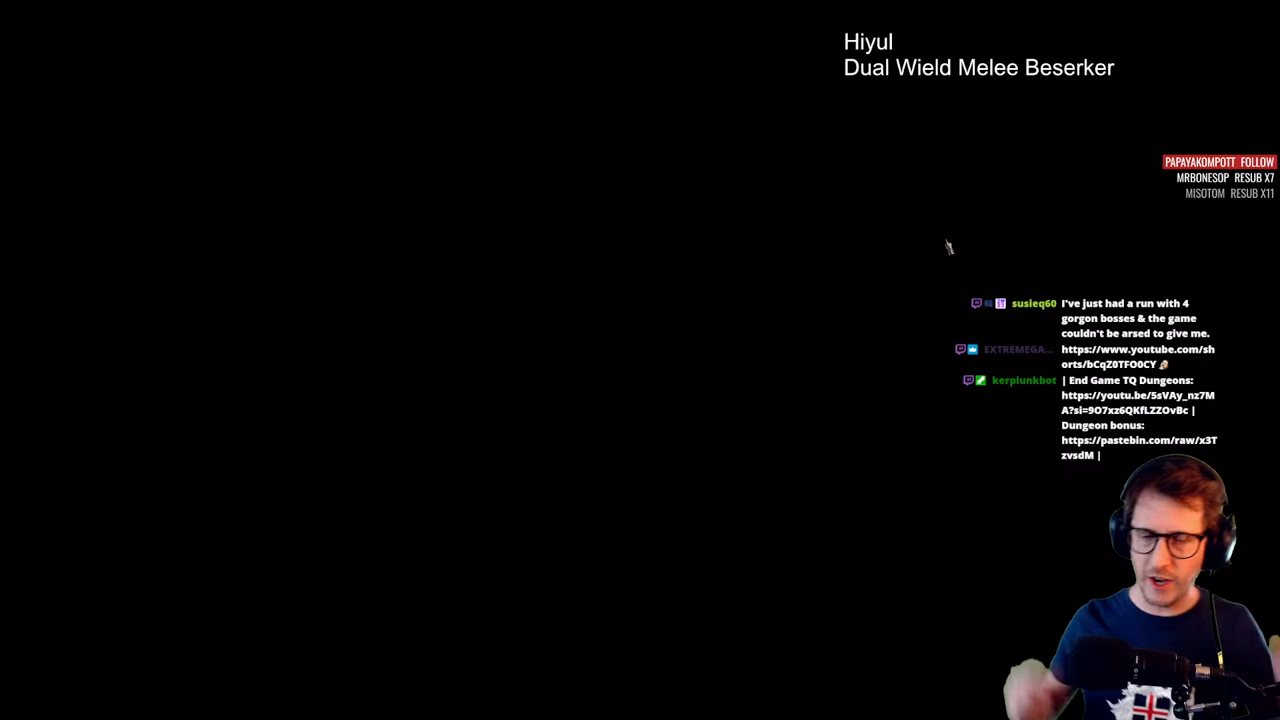 Hiyul
Dual Wield Melee Beserker
PAPAYAKOMPOTT FOLLOW
MRBONESOP RESUB X7
MISOTOM RESUB X11
susieq60 I've just had a run with 4
gorgon bosses & the game
couldn't be arsed to give me.
EXTREMEGA... https://www.youtube.com/sh
orts/bCqZ0TFO0CY
kerplunkbot | End Game TQ Dungeons:
https://youtu.be/5sVAy_nz7M
A?si=9O7xz6QKfLZZOvBc |
Dungeon bonus:
https://pastebin.com/raw/x3T
zvsdM |